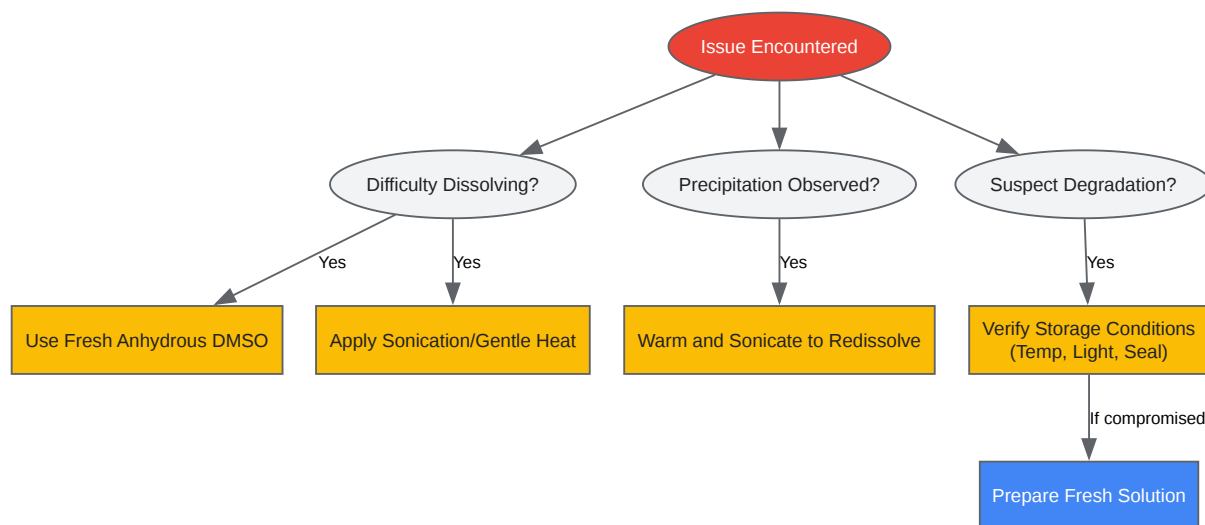 Issue Encountered
Difficulty Dissolving?
Precipitation Observed?
Suspect Degradation?
Yes
Yes
Yes
Yes
Use Fresh Anhydrous DMSO
Apply Sonication/Gentle Heat
Warm and Sonicate to Redissolve
Verify Storage Conditions
(Temp, Light, Seal)
If compromised
Prepare Fresh Solution